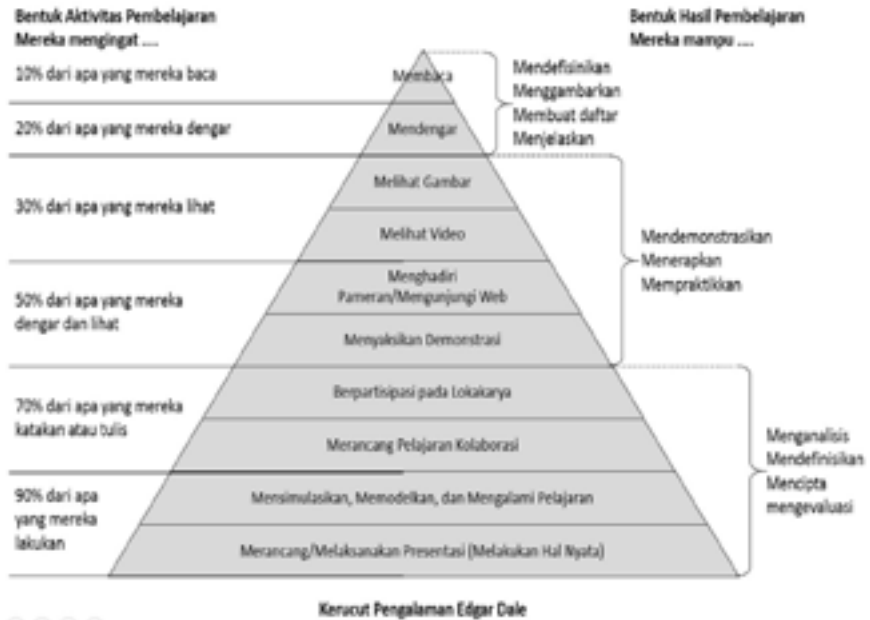 Bentuk Aktivitas Pembelajaran
Mereka mengingat ....
Bentuk Hasil Pembelajaran
Mereka mampu ....
10% dari apa yang mereka baca
Membaca
Mendefisinikan
Menggambarkan
Membuat daftar
Menjelaskan
20% dari apa yang mereka dengar
Mendengar
30% dari apa yang mereka lihat
Melihat Gambar
Melihat Video
Mendemonstrasikan
Menerapkan
Mempraktikkan
50% dari apa yang mereka
dengar dan lihat
Menghadiri
Pameran/Mengunjungi Web
Menyaksikan Demonstrasi
70% dari apa yang mereka
katakan atau tulis
Berpartisipasi pada Lokakarya
Merancang Pelajaran Kolaborasi
Menganalisis
Mendefinisikan
Mencipta
mengevaluasi
90% dari apa
yang mereka
lakukan
Mensimulasikan, Memodelkan, dan Mengalami Pelajaran
Merancang/Melaksanakan Presentasi (Melakukan Hal Nyata)
Kerucut Pengalaman Edgar Dale